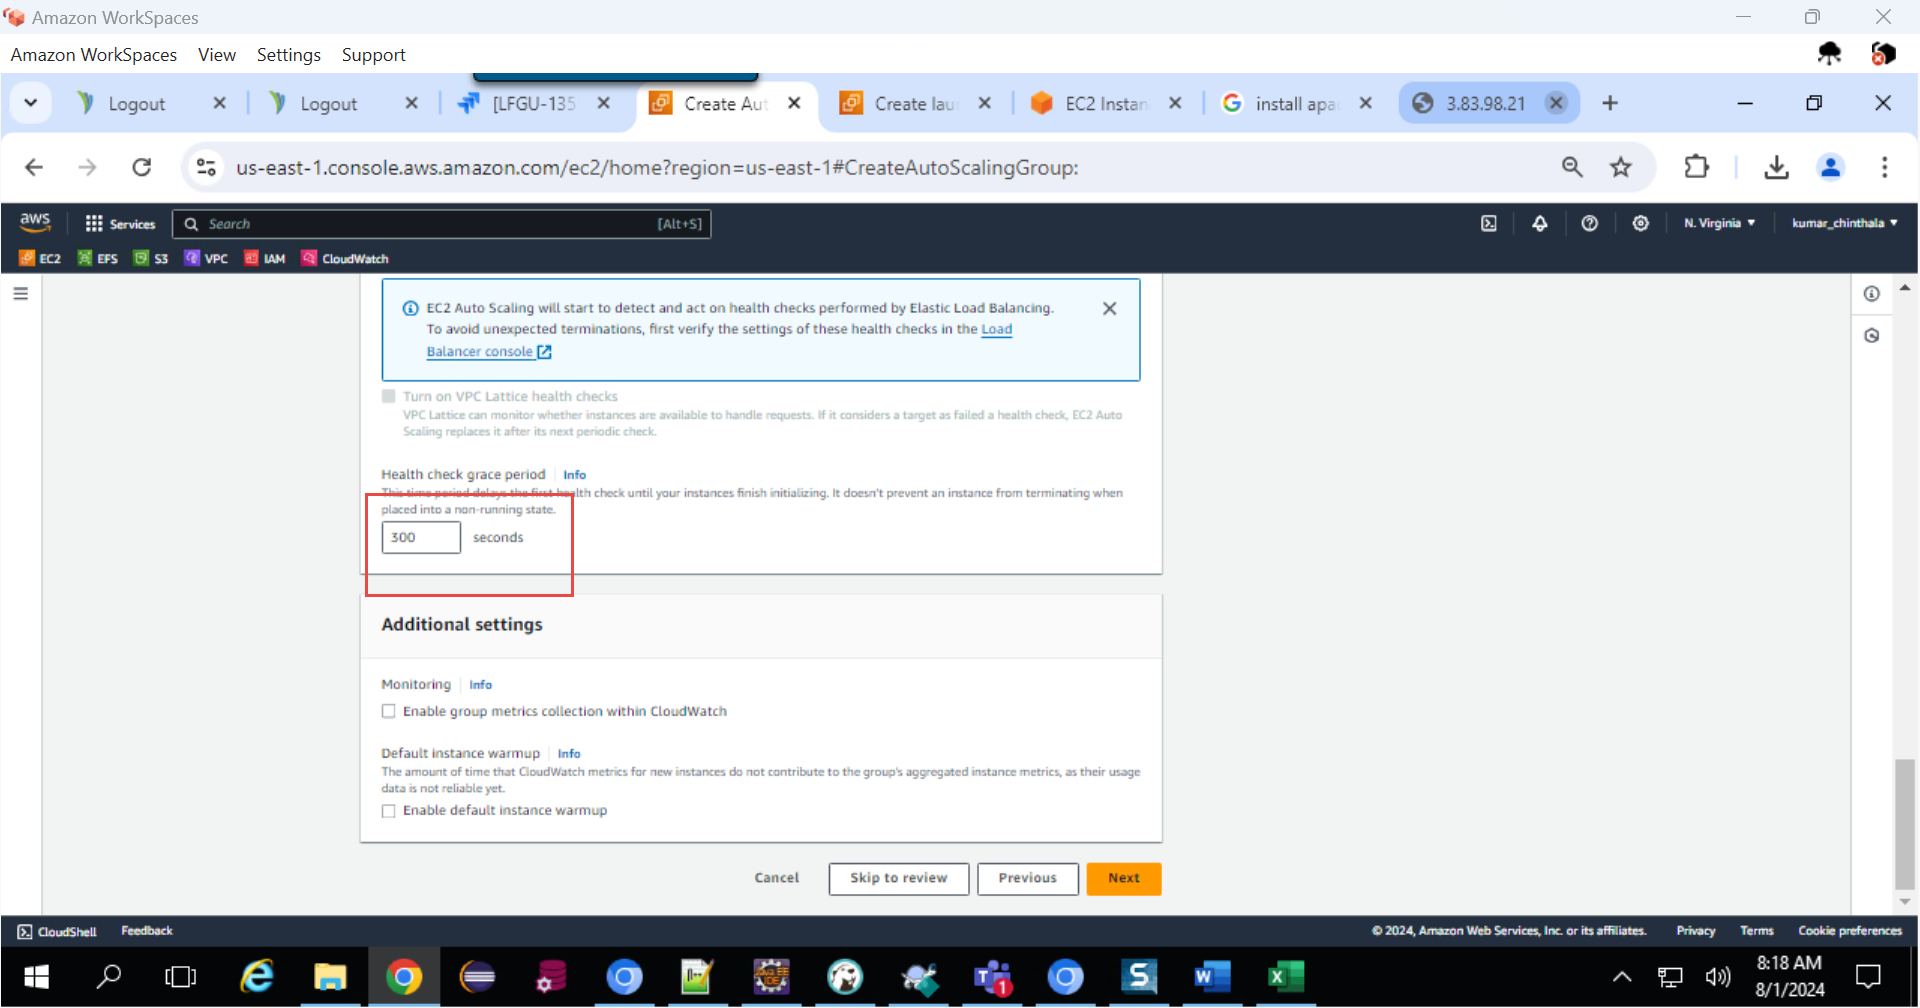 Amazon WorkSpaces
Amazon WorkSpaces View Settings Support
Logout Logout [LFGU-135 Create Aut Create lau EC2 Instan install apa 3.83.98.21
us-east-1.console.aws.amazon.com/ec2/home?region=us-east-1#CreateAutoScalingGroup:
aws Services Search [Alt+S] N. Virginia kumar_chinthala
EC2 EFS S3 VPC IAM CloudWatch
EC2 Auto Scaling will start to detect and act on health checks performed by Elastic Load Balancing.
To avoid unexpected terminations, first verify the settings of these health checks in the Load
Balancer console
Turn on VPC Lattice health checks
VPC Lattice can monitor whether instances are available to handle requests. If it considers a target as failed a health check, EC2 Auto
Scaling replaces it after its next periodic check.
Health check grace period Info
This time period delays the first health check until your instances finish initializing. It doesn't prevent an instance from terminating when
placed into a non-running state.
300 seconds
Additional settings
Monitoring Info
Enable group metrics collection within CloudWatch
Default instance warmup Info
The amount of time that CloudWatch metrics for new instances do not contribute to the group's aggregated instance metrics, as their usage
data is not reliable yet.
Enable default instance warmup
Cancel Skip to review Previous Next
CloudShell Feedback © 2024, Amazon Web Services, Inc. or its affiliates. Privacy Terms Cookie preferences
8:18 AM
8/1/2024